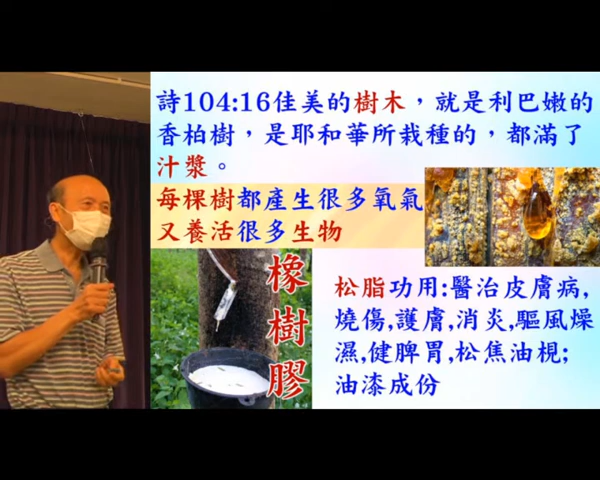 詩104:16佳美的樹木，就是利巴嫩的
香柏樹，是耶和華所栽種的，都滿了
汁漿。
每棵樹都產生很多氧氣
又養活很多生物
橡樹膠
松脂功用:醫治皮膚病,
燒傷,護膚,消炎,驅風燥
濕,健脾胃,松焦油梘;
油漆成份